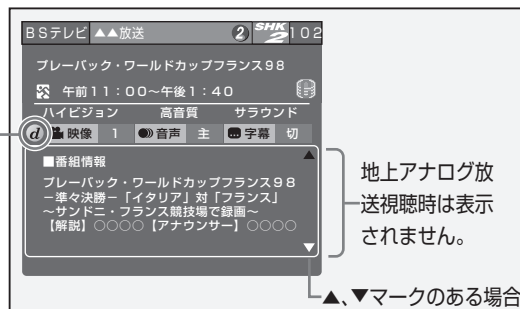 BSテレビ ▲▲放送 2 SHK 2 102
プレーバック・ワールドカップフランス98
午前11:00～午後1:40
ハイビジョン 高音質 サラウンド
d 映像 1 音声 主 字幕 切
■番組情報
プレーバック・ワールドカップフランス98
－準々決勝－「イタリア」対「フランス」
～サンドニ・フランス競技場で録画～
【解説】○○○○【アナウンサー】○○○○
地上アナログ放
送視聴時は表示
されません。
▲、▼マークのある場合